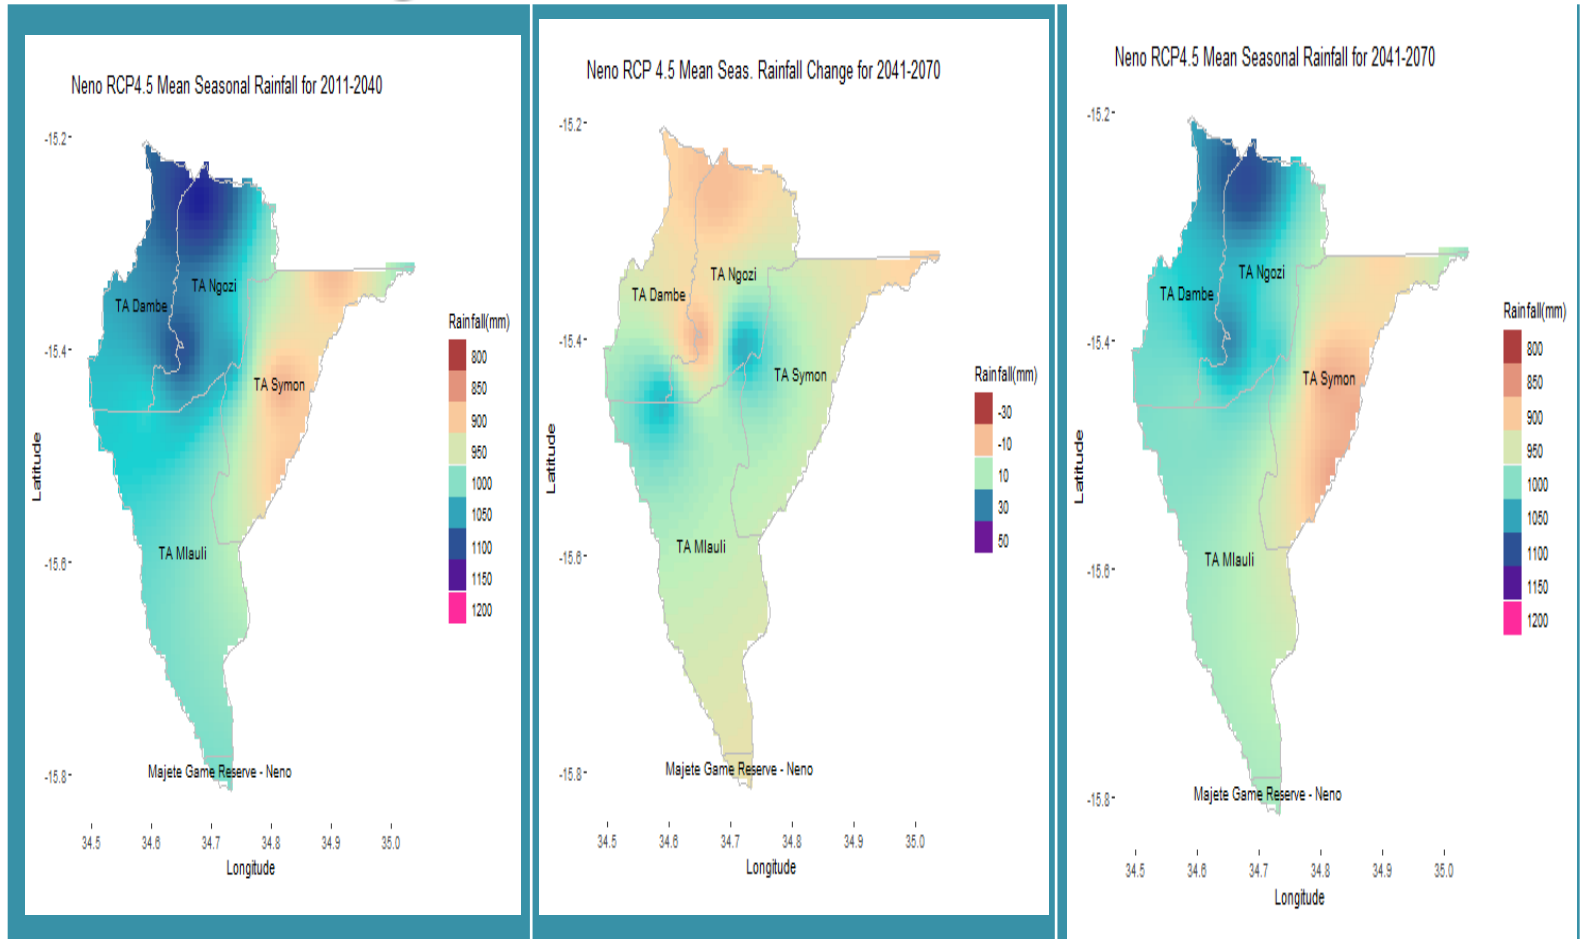 Neno RCP4.5 Mean Seasonal Rainfall for 2011-2040
-15.2
-15.4
-15.6
-15.8
Latitude
TA Dambe
TA Ngozi
TA Symon
TA Mlauli
Majete Game Reserve - Neno
34.5 34.6 34.7 34.8 34.9 35.0
Longitude
Rainfall(mm)
800
850
900
950
1000
1050
1100
1150
1200
Neno RCP 4.5 Mean Seas. Rainfall Change for 2041-2070
-15.2
-15.4
-15.6
-15.8
Latitude
TA Ngozi
TA Dambe
TA Symon
TA Mlauli
Majete Game Reserve - Neno
34.5 34.6 34.7 34.8 34.9 35.0
Longitude
Rainfall(mm)
-30
-10
10
30
50
Neno RCP4.5 Mean Seasonal Rainfall for 2041-2070
-15.2
-15.4
-15.6
-15.8
Latitude
TA Ngozi
TA Dambe
TA Symon
TA Mlauli
Majete Game Reserve - Neno
34.5 34.6 34.7 34.8 34.9 35.0
Longitude
Rainfall(mm)
800
850
900
950
1000
1050
1100
1150
1200